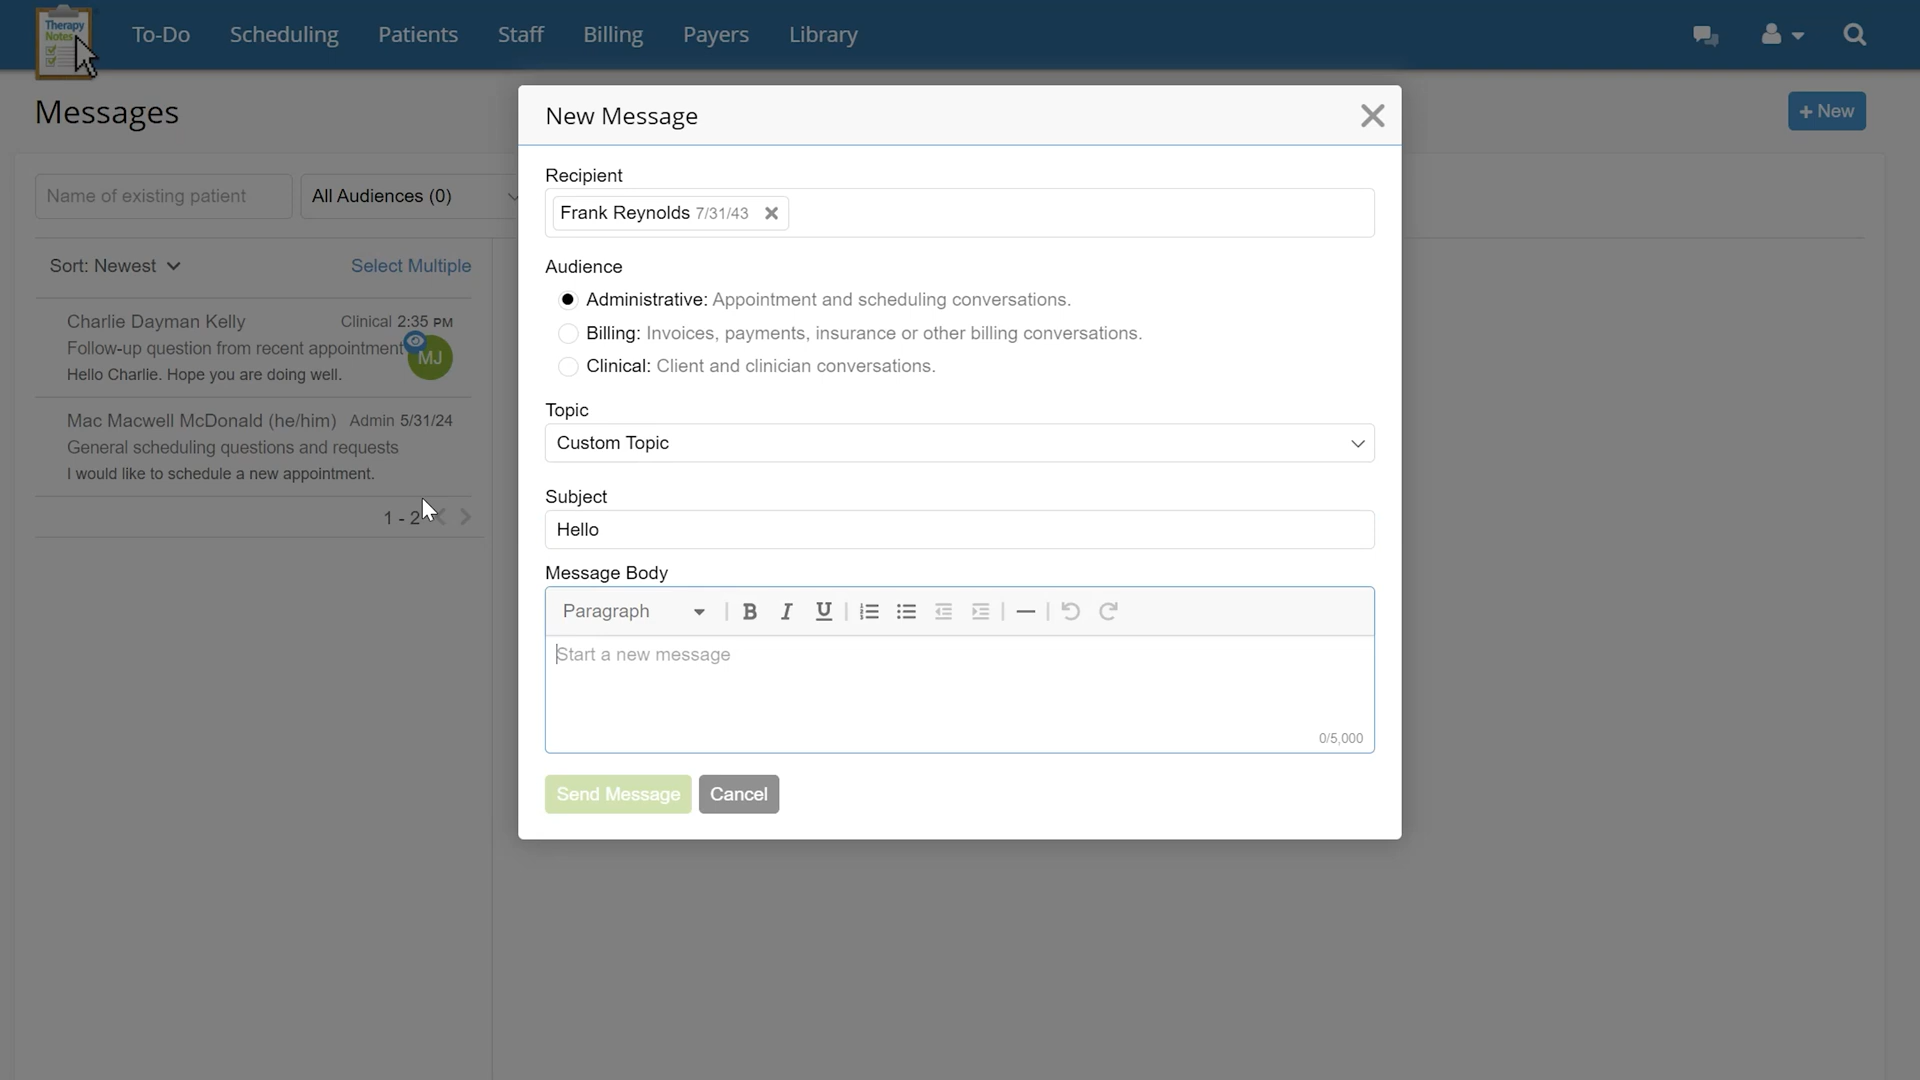 Therapy
Notes
To-Do
Scheduling
Patients
Staff
Billing
Payers
Library
Messages
+ New
Name of existing patient
All Audiences (0)
Sort: Newest
Select Multiple
Charlie Dayman Kelly
Clinical 2:35 PM
Follow-up question from recent appointment
MJ
Hello Charlie. Hope you are doing well.
Mac Macwell McDonald (he/him)
Admin 5/31/24
General scheduling questions and requests
I would like to schedule a new appointment.
1 - 2
New Message
Recipient
Frank Reynolds 7/31/43
Audience
Administrative: Appointment and scheduling conversations.
Billing: Invoices, payments, insurance or other billing conversations.
Clinical: Client and clinician conversations.
Topic
Custom Topic
Subject
Hello
Message Body
Paragraph
B I U
Start a new message
0/5,000
Send Message
Cancel